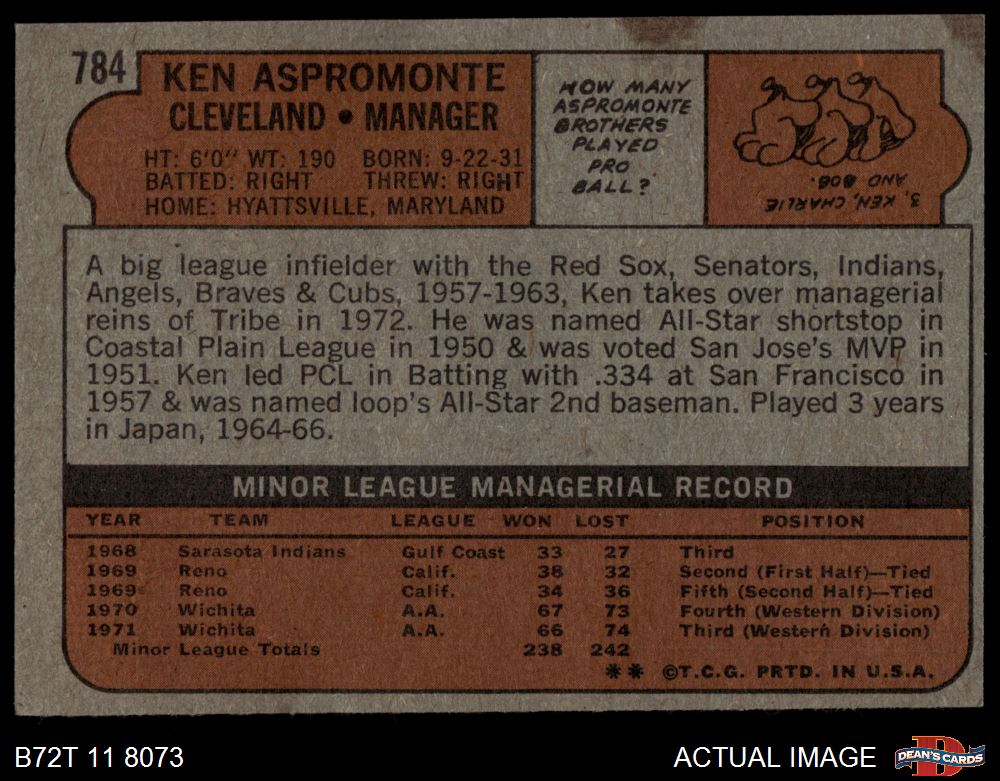 784
KEN ASPROMONTE
CLEVELAND • MANAGER
HT: 6'0" WT: 190 BORN: 9-22-31
BATTED: RIGHT THREW: RIGHT
HOME: HYATTSVILLE, MARYLAND
HOW MANY
ASPROMONTE
BROTHERS
PLAYED
PRO
BALL?
3. KEN, CHARLIE
AND BOB.
A big league infielder with the Red Sox, Senators, Indians,
Angels, Braves & Cubs, 1957-1963, Ken takes over managerial
reins of Tribe in 1972. He was named All-Star shortstop in
Coastal Plain League in 1950 & was voted San Jose's MVP in
1951. Ken led PCL in Batting with .334 at San Francisco in
1957 & was named loop's All-Star 2nd baseman. Played 3 years
in Japan, 1964-66.
MINOR LEAGUE MANAGERIAL RECORD
YEAR TEAM LEAGUE WON LOST POSITION
1968 Sarasota Indians Gulf Coast 33 27 Third
1969 Reno Calif. 38 32 Second (First Half)—Tied
1969 Reno Calif. 34 36 Fifth (Second Half)—Tied
1970 Wichita A.A. 67 73 Fourth (Western Division)
1971 Wichita A.A. 66 74 Third (Western Division)
Minor League Totals 238 242
** ©T.C.G. PRTD. IN U.S.A.
B72T 11 8073
ACTUAL IMAGE
D
DEAN'S CARDS